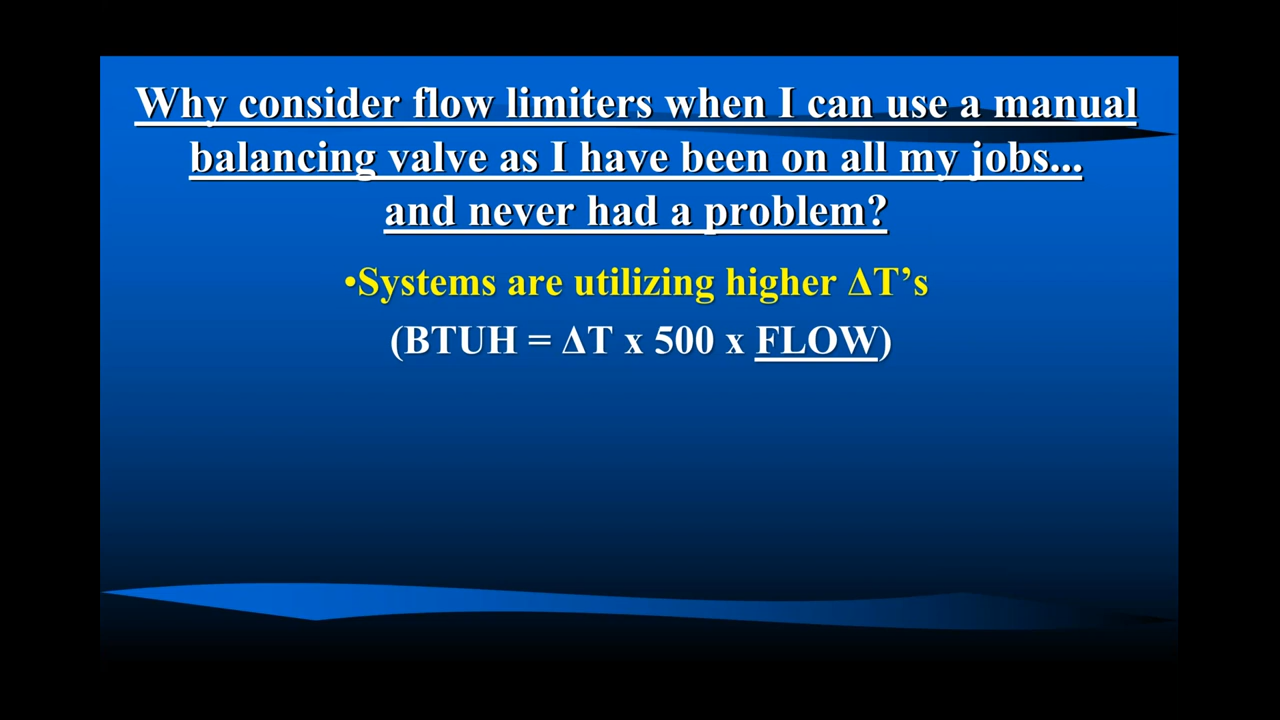 Why consider flow limiters when I can use a manual
balancing valve as I have been on all my jobs...
and never had a problem?
•Systems are utilizing higher ΔT’s
(BTUH = ΔT x 500 x FLOW)